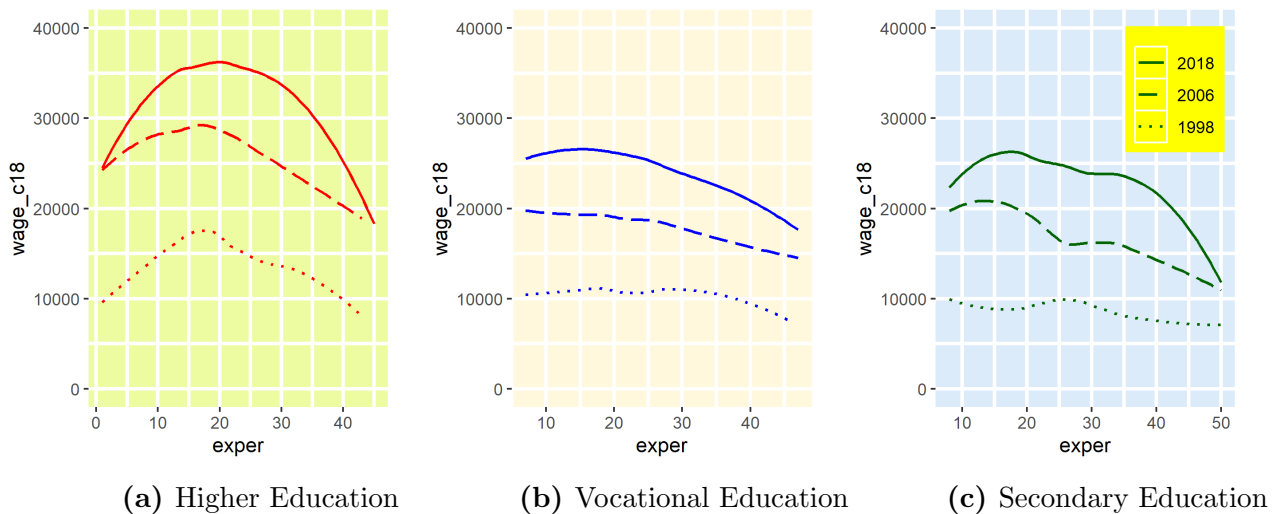 40000
30000
20000
10000
0
wage_c18
0 10 20 30 40
exper
(a) Higher Education
40000
30000
20000
10000
0
wage_c18
10 20 30 40
exper
(b) Vocational Education
40000
30000
20000
10000
0
wage_c18
2018
2006
1998
10 20 30 40 50
exper
(c) Secondary Education